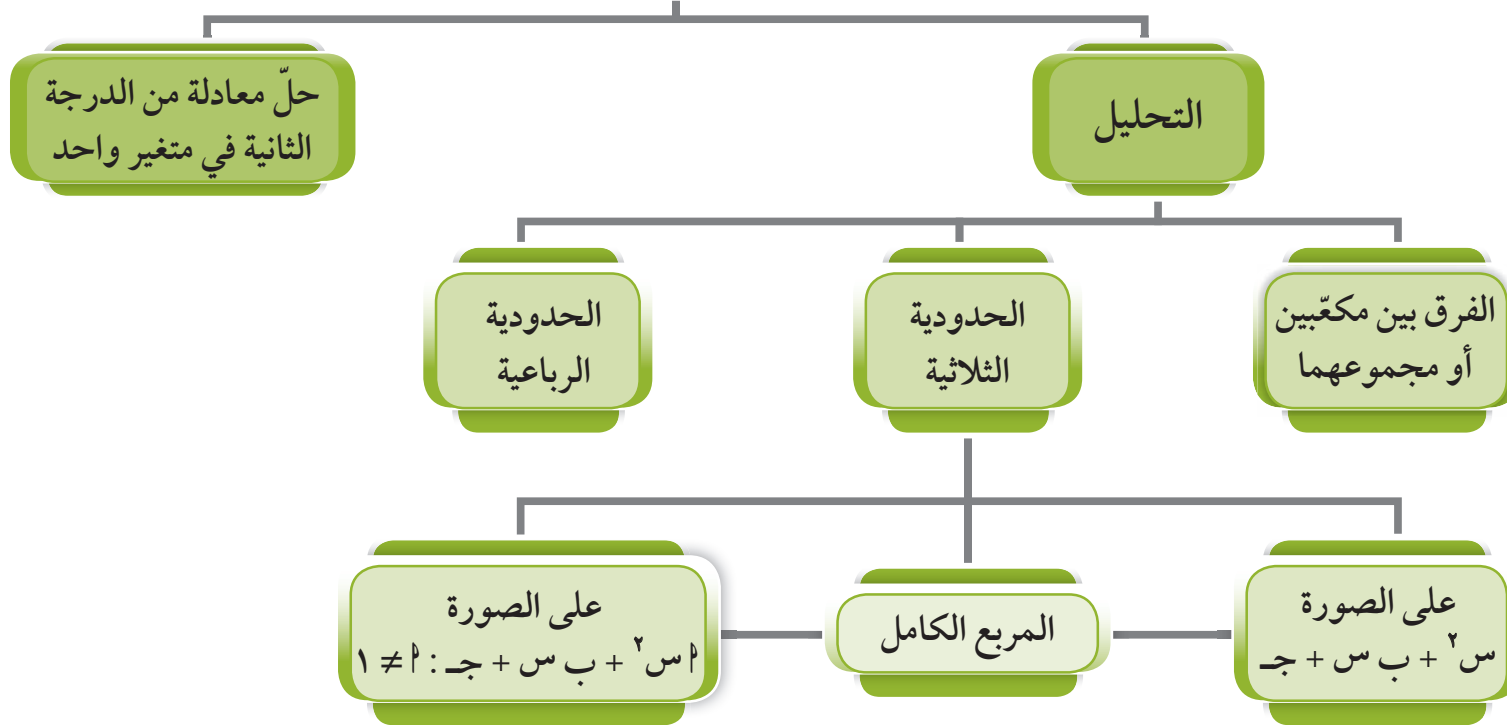 التحليل
حلّ معادلة من الدرجة
الثانية في متغير واحد
الفرق بين مكعّبين
أو مجموعهما
الحدودية
الثلاثية
الحدودية
الرباعية
على الصورة
س٢ + ب س + جـ
المربع الكامل
على الصورة
أ س٢ + ب س + جـ : أ ≠ ١